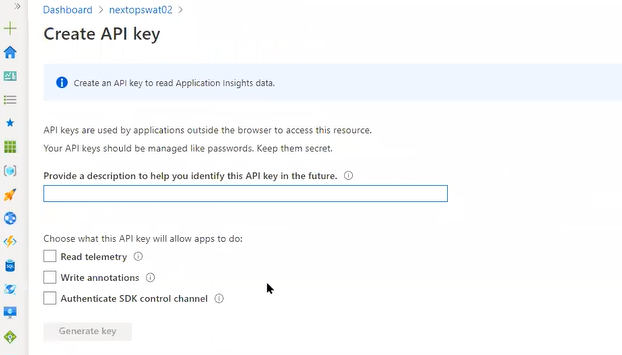 Dashboard > nextopswat02 >
Create API key
Create an API key to read Application Insights data.
API keys are used by applications outside the browser to access this resource.
Your API keys should be managed like passwords. Keep them secret.
Provide a description to help you identify this API key in the future.
Choose what this API key will allow apps to do:
Read telemetry
Write annotations
Authenticate SDK control channel
Generate key